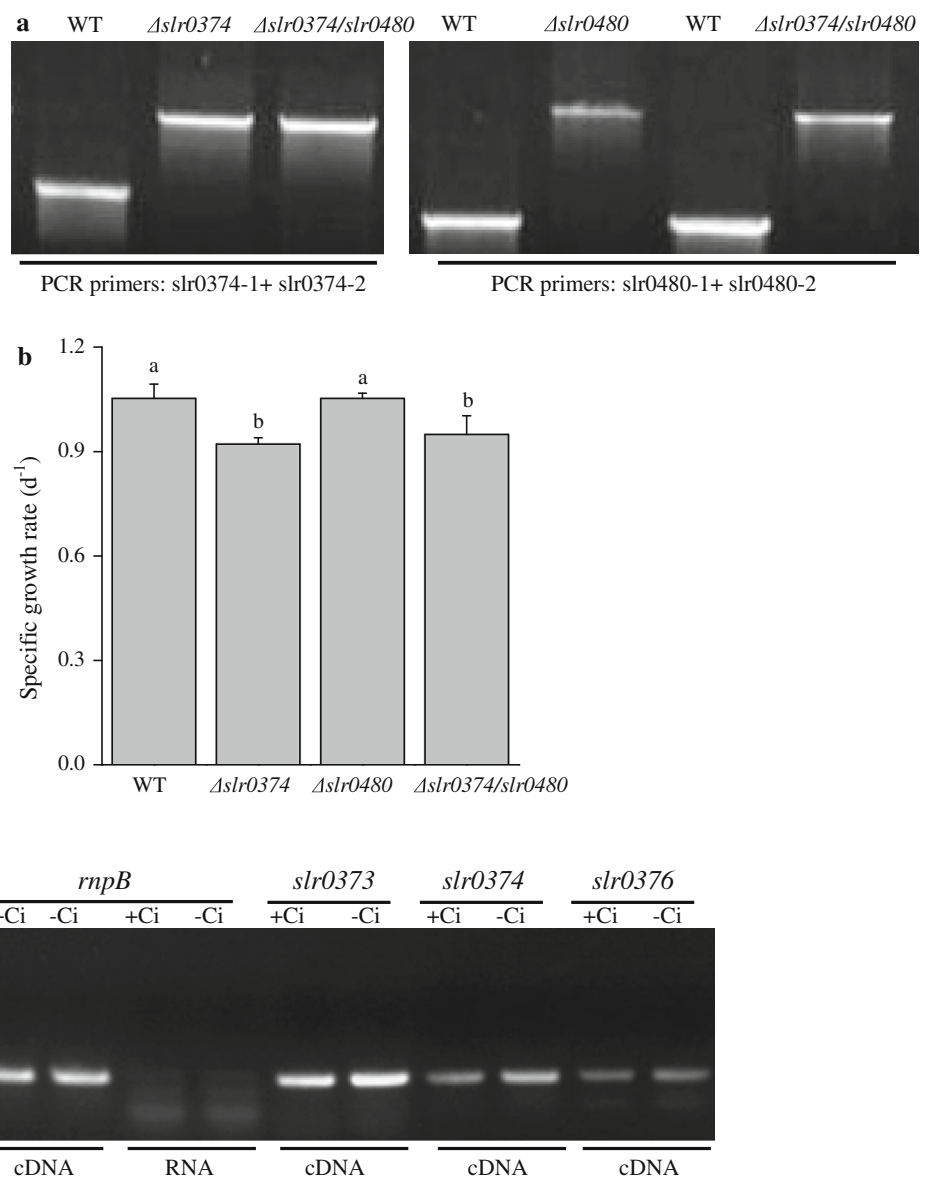 a
WT Δslr0374 Δslr0374/slr0480 WT Δslr0480 WT Δslr0374/slr0480
PCR primers: slr0374-1+ slr0374-2 PCR primers: slr0480-1+ slr0480-2
b
1.2
0.9
0.6
0.3
0.0
Specific growth rate (d⁻¹)
a b a b
WT Δslr0374 Δslr0480 Δslr0374/slr0480
rnpB slr0373 slr0374 slr0376
-Ci -Ci +Ci -Ci +Ci -Ci +Ci -Ci +Ci -Ci
cDNA RNA cDNA cDNA cDNA